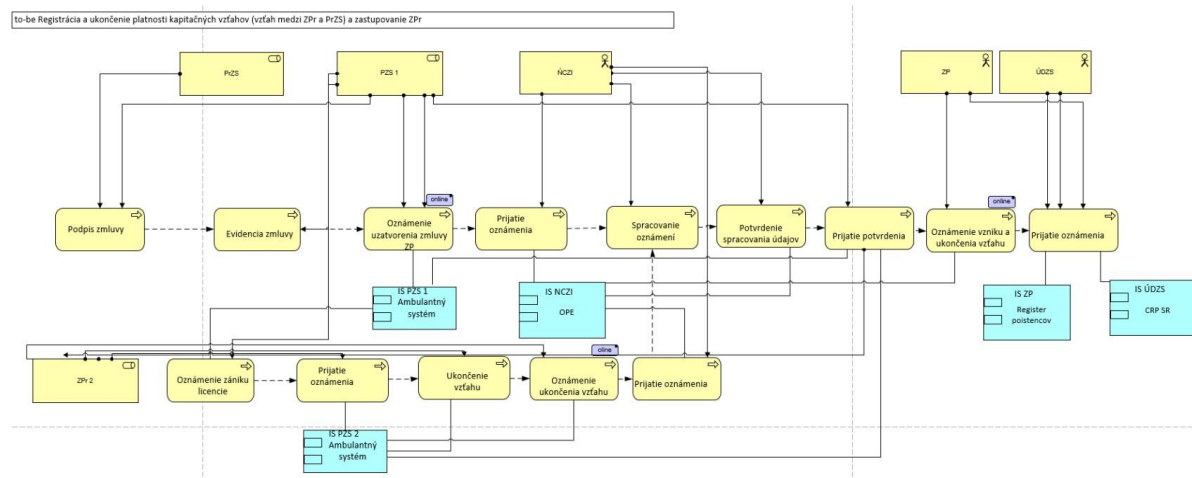 to-be Registrácia a ukončenie platnosti kapitačných vzťahov (vzťah medzi ZPr a PrZS) a zastupovanie ZPr
PrZS
PZS 1
ŃCZI
ZP
ÚDZS
online
online
Podpis zmluvy
Evidencia zmluvy
Oznámenie
uzatvorenia zmluvy
ZP
Prijatie
oznámenia
Spracovanie
oznámení
Potvrdenie
spracovania údajov
Prijatie potvrdenia
Oznámenie vzniku a
ukončenia vzťahu
Prijatie oznámenia
IS PZS 1
Ambulantný
systém
IS NCZI
OPE
IS ZP
Register
poistencov
IS ÚDZS
CRP SR
oline
ZPr 2
Oznámenie zániku
licencie
Prijatie
oznámenia
Ukončenie
vzťahu
Oznámenie
ukončenia vzťahu
Prijatie oznámenia
IS PZS 2
Ambulantný
systém